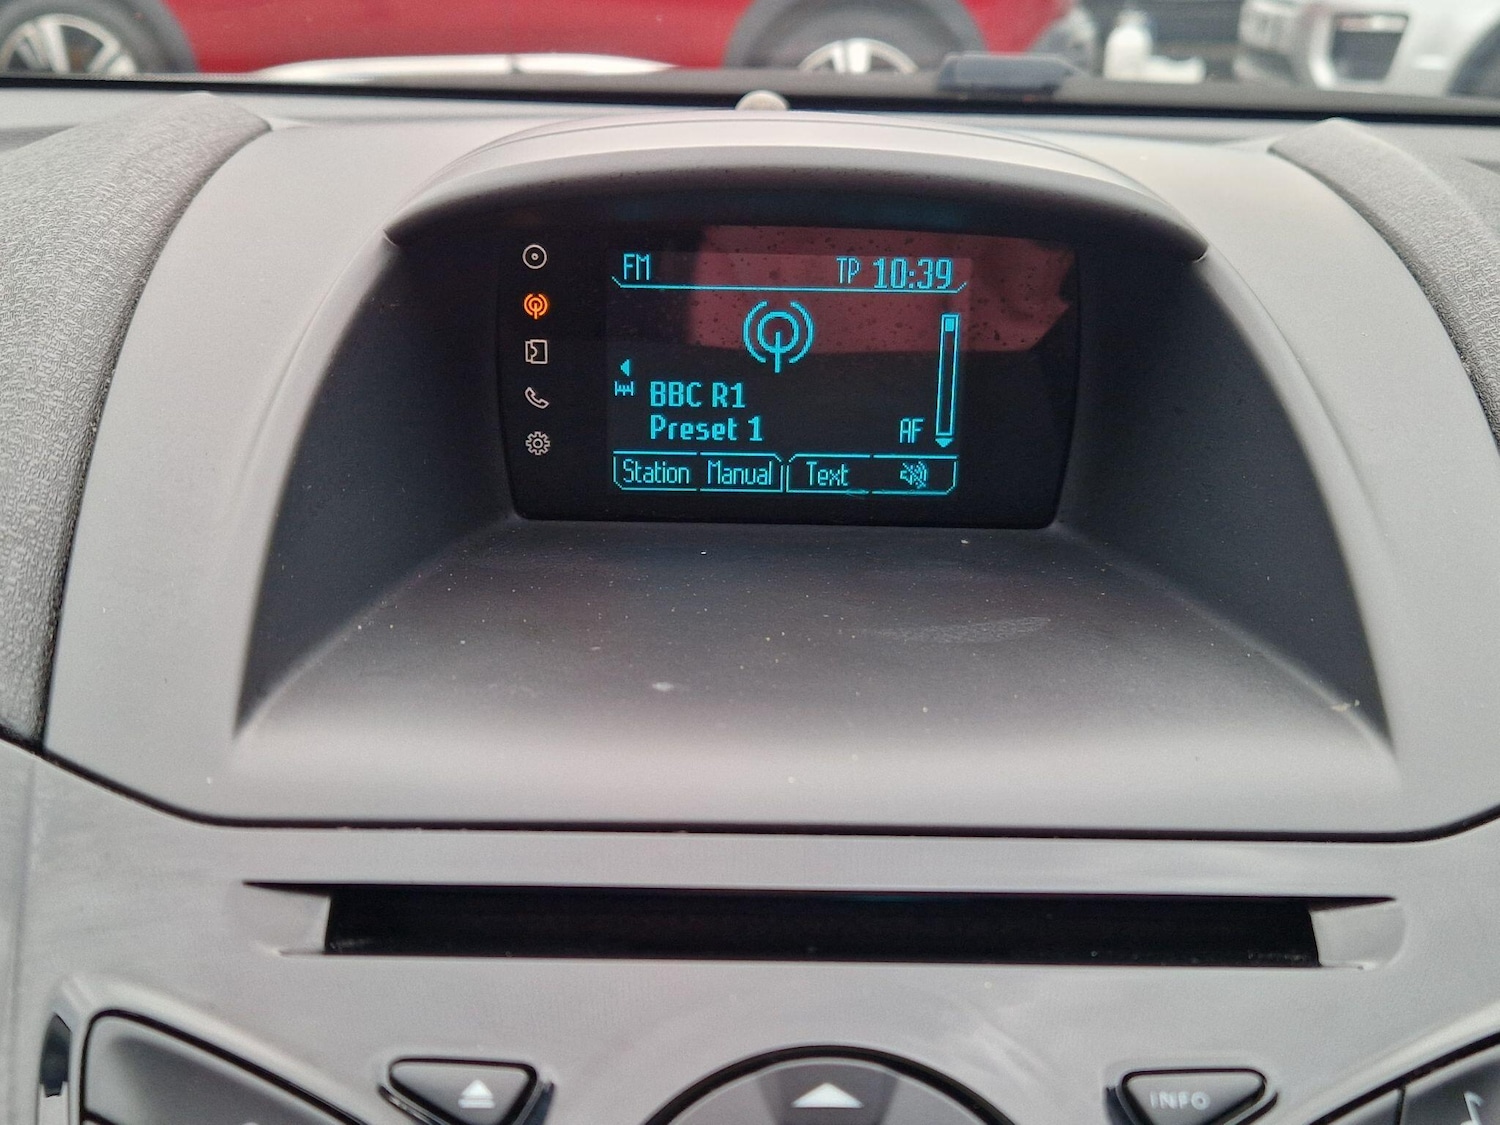 FM TP 10:39
BBC R1
Preset 1 AF
Station Manual Text
INFO